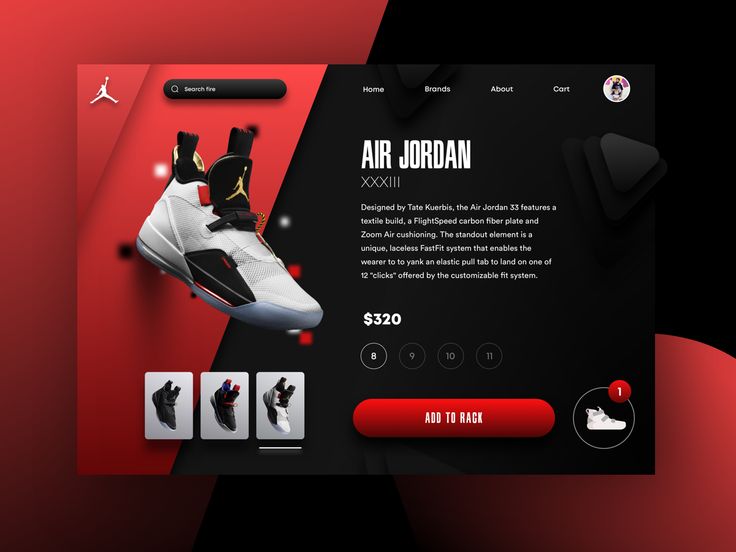 Search fire
Home
Brands
About
Cart
AIR JORDAN
XXXIII
Designed by Tate Kuerbis, the Air Jordan 33 features a
textile build, a FlightSpeed carbon fiber plate and
Zoom Air cushioning. The standout element is a
unique, laceless FastFit system that enables the
wearer to to yank an elastic pull tab to land on one of
12 "clicks" offered by the customizable fit system.
$320
8
9
10
11
ADD TO RACK
1